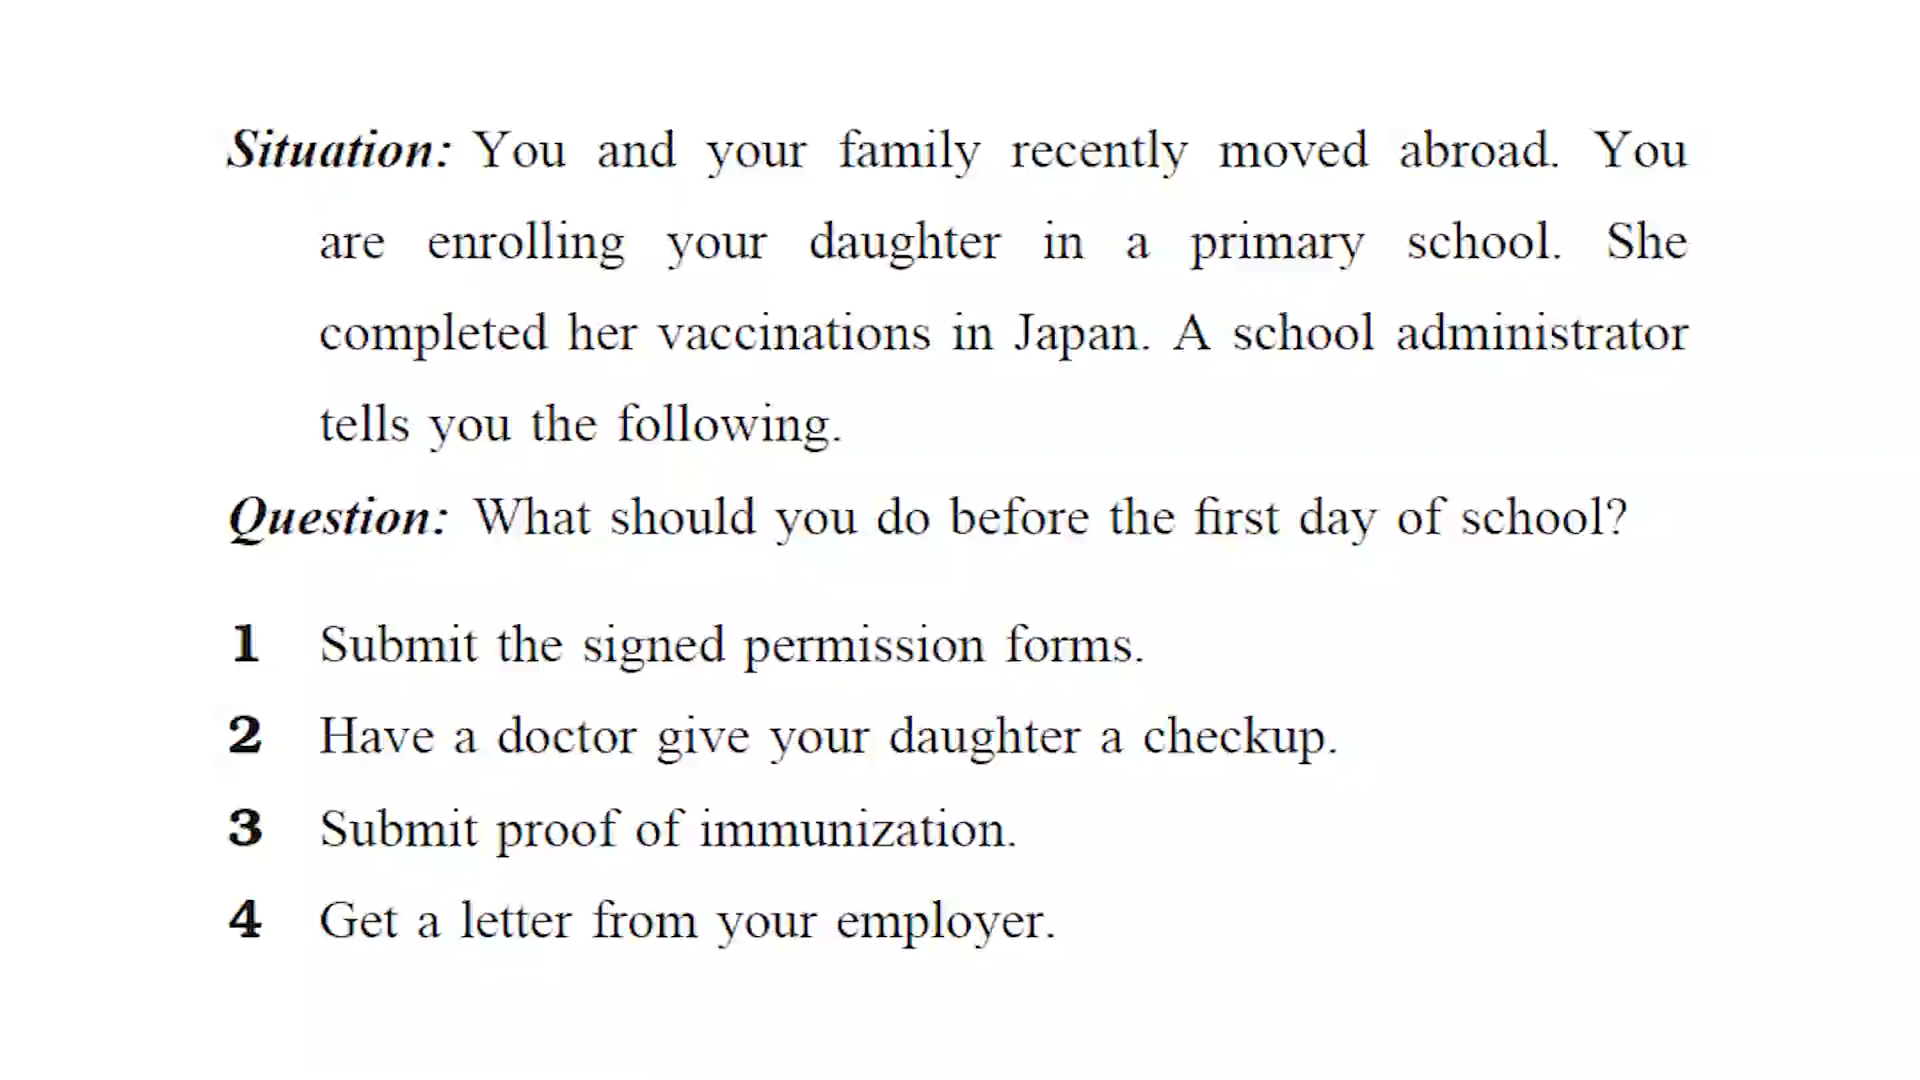 Situation: You and your family recently moved abroad. You
are enrolling your daughter in a primary school. She
completed her vaccinations in Japan. A school administrator
tells you the following.
Question: What should you do before the first day of school?
1 Submit the signed permission forms.
2 Have a doctor give your daughter a checkup.
3 Submit proof of immunization.
4 Get a letter from your employer.